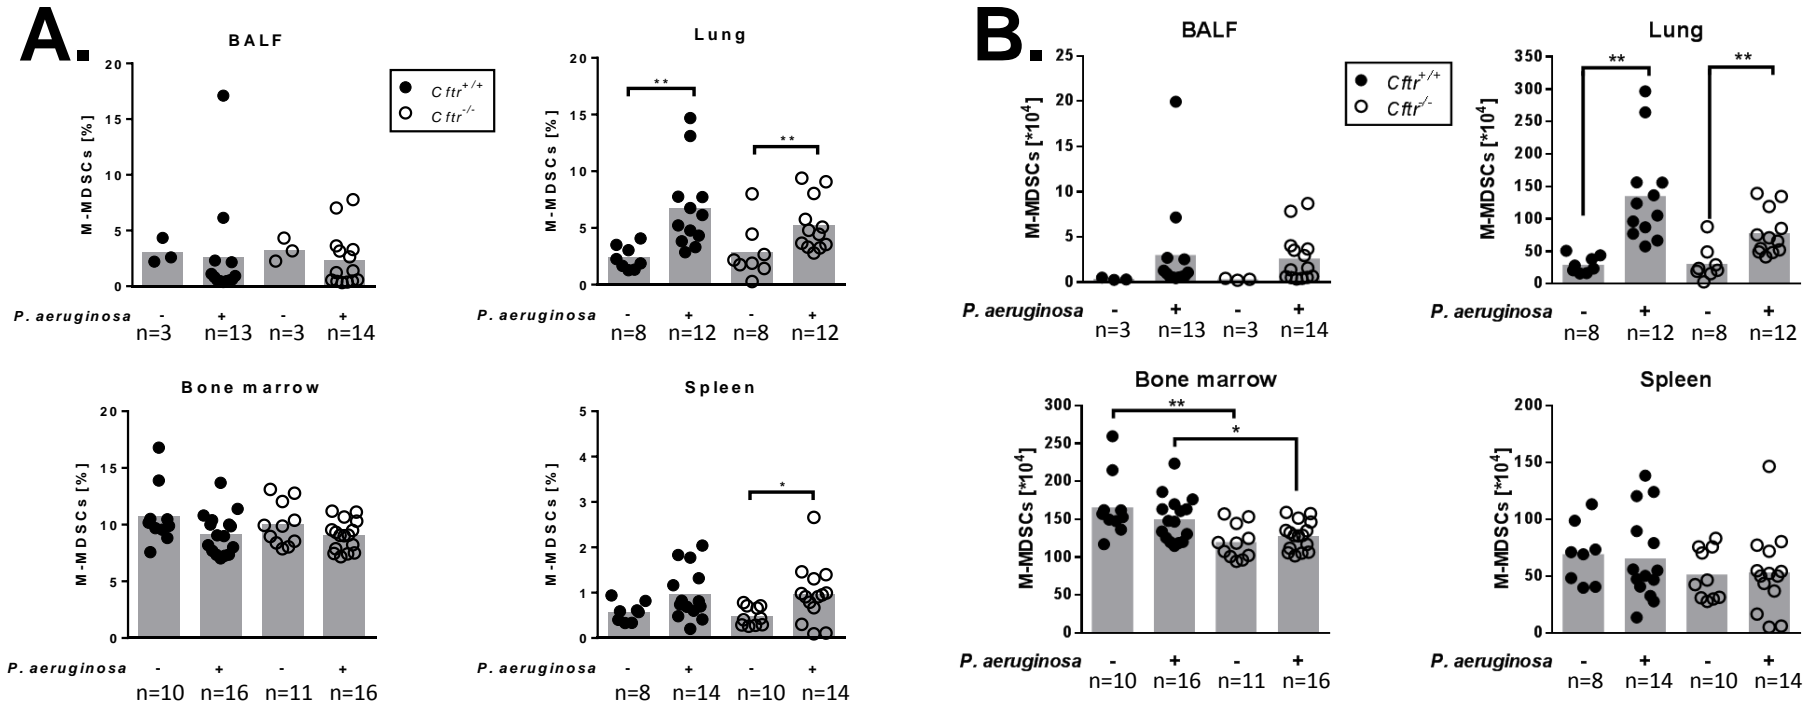 A.
BALF
M-MDSCs [%]
20
15
10
5
0
Cftr+/+
Cftr-/-
P. aeruginosa - + - +
n=3 n=13 n=3 n=14
Lung
M-MDSCs [%]
20
15
10
5
0
**
**
P. aeruginosa - + - +
n=8 n=12 n=8 n=12
Bone marrow
M-MDSCs [%]
20
15
10
5
0
P. aeruginosa - + - +
n=10 n=16 n=11 n=16
Spleen
M-MDSCs [%]
5
4
3
2
1
0
*
P. aeruginosa - + - +
n=8 n=14 n=10 n=14
B.
BALF
M-MDSCs [*10⁴]
25
20
15
10
5
0
Cftr+/+
Cftr-/-
P. aeruginosa - + - +
n=3 n=13 n=3 n=14
Lung
M-MDSCs [*10⁴]
350
300
250
200
150
100
50
0
**
**
P. aeruginosa - + - +
n=8 n=12 n=8 n=12
Bone marrow
M-MDSCs [*10⁴]
300
250
200
150
100
50
0
**
*
P. aeruginosa - + - +
n=10 n=16 n=11 n=16
Spleen
M-MDSCs [*10⁴]
200
150
100
50
0
P. aeruginosa - + - +
n=8 n=14 n=10 n=14